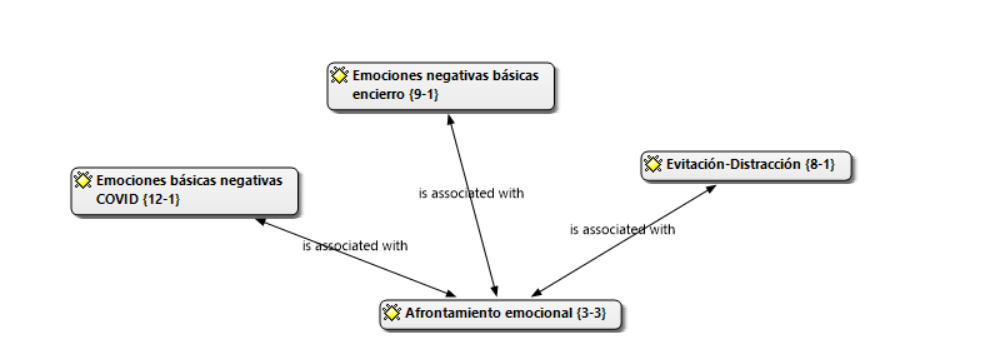 Emociones negativas básicas
encierro {9-1}
Evitación-Distracción {8-1}
Emociones básicas negativas
COVID {12-1}
is associated with
is associated with
is associated with
Afrontamiento emocional {3-3}